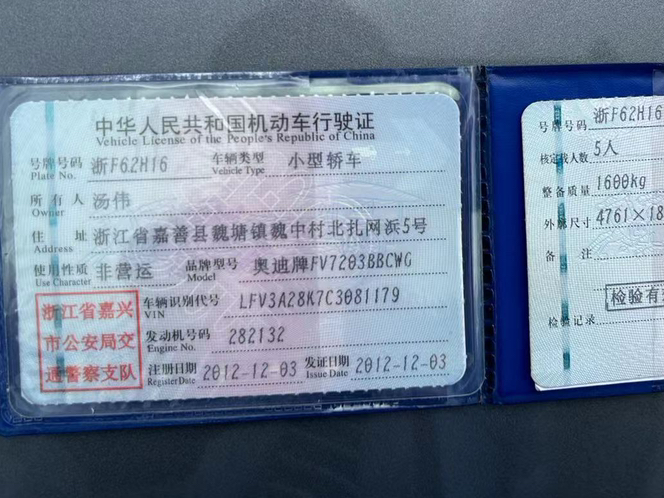 中华人民共和国机动车行驶证
Vehicle License of the People's Republic of China
号牌号码 浙F62H16 车辆类型 小型轿车
Plate No. Vehicle Type
所有人 汤伟
Owner
住址 浙江省嘉善县魏塘镇魏中村北扎网浜5号
Address
使用性质 非营运 品牌型号 奥迪牌FV7203BBCWG
Use Character Model
浙江省嘉兴
市公安局交
通警察支队
车辆识别代号 LFV3A28K7C3081179
VIN
发动机号码 282132
Engine No.
注册日期 2012-12-03 发证日期 2012-12-03
Register Date Issue Date
号牌号码 浙F62H16
核定载人数 5人
整备质量 1600kg
外廓尺寸 4761×18
备注
检验有
检验记录